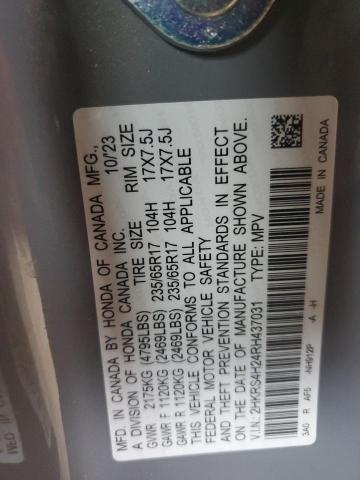 MFD. IN CANADA BY HONDA OF CANADA MFG., 10/23
A DIVISION OF HONDA CANADA INC. TIRE SIZE RIM SIZE
GVWR 2175KG (4795LBS)
GAWR F 1120KG (2469LBS) 235/65R17 104H 17X7.5J
GAWR R 1120KG (2469LBS) 235/65R17 104H 17X7.5J
THIS VEHICLE CONFORMS TO ALL APPLICABLE
FEDERAL MOTOR VEHICLE SAFETY
AND THEFT PREVENTION STANDARDS IN EFFECT
ON THE DATE OF MANUFACTURE SHOWN ABOVE.
V.I.N.: 2HKRS4H24RH437031 TYPE: MPV
3A0 R AF5 -NH912P -A -H
MADE IN CANADA